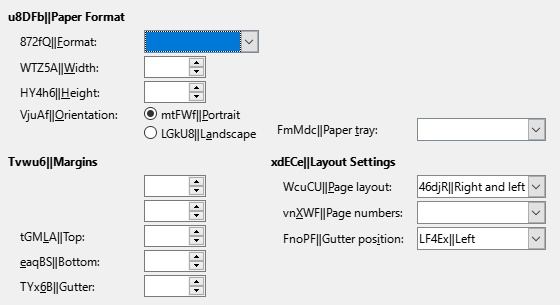 u8DFb||Paper Format
872fQ||Format:
WTZ5A||Width:
HY4h6||Height:
VjuAf||Orientation:
mtFWf||Portrait
LGkU8||Landscape
FmMdc||Paper tray:
Tvwu6||Margins
xdECe||Layout Settings
WcuCU||Page layout:
46djR||Right and left
vnXWF||Page numbers:
tGMLA||Top:
FnoPF||Gutter position:
LF4Ex||Left
eaqBS||Bottom:
TYx6B||Gutter: